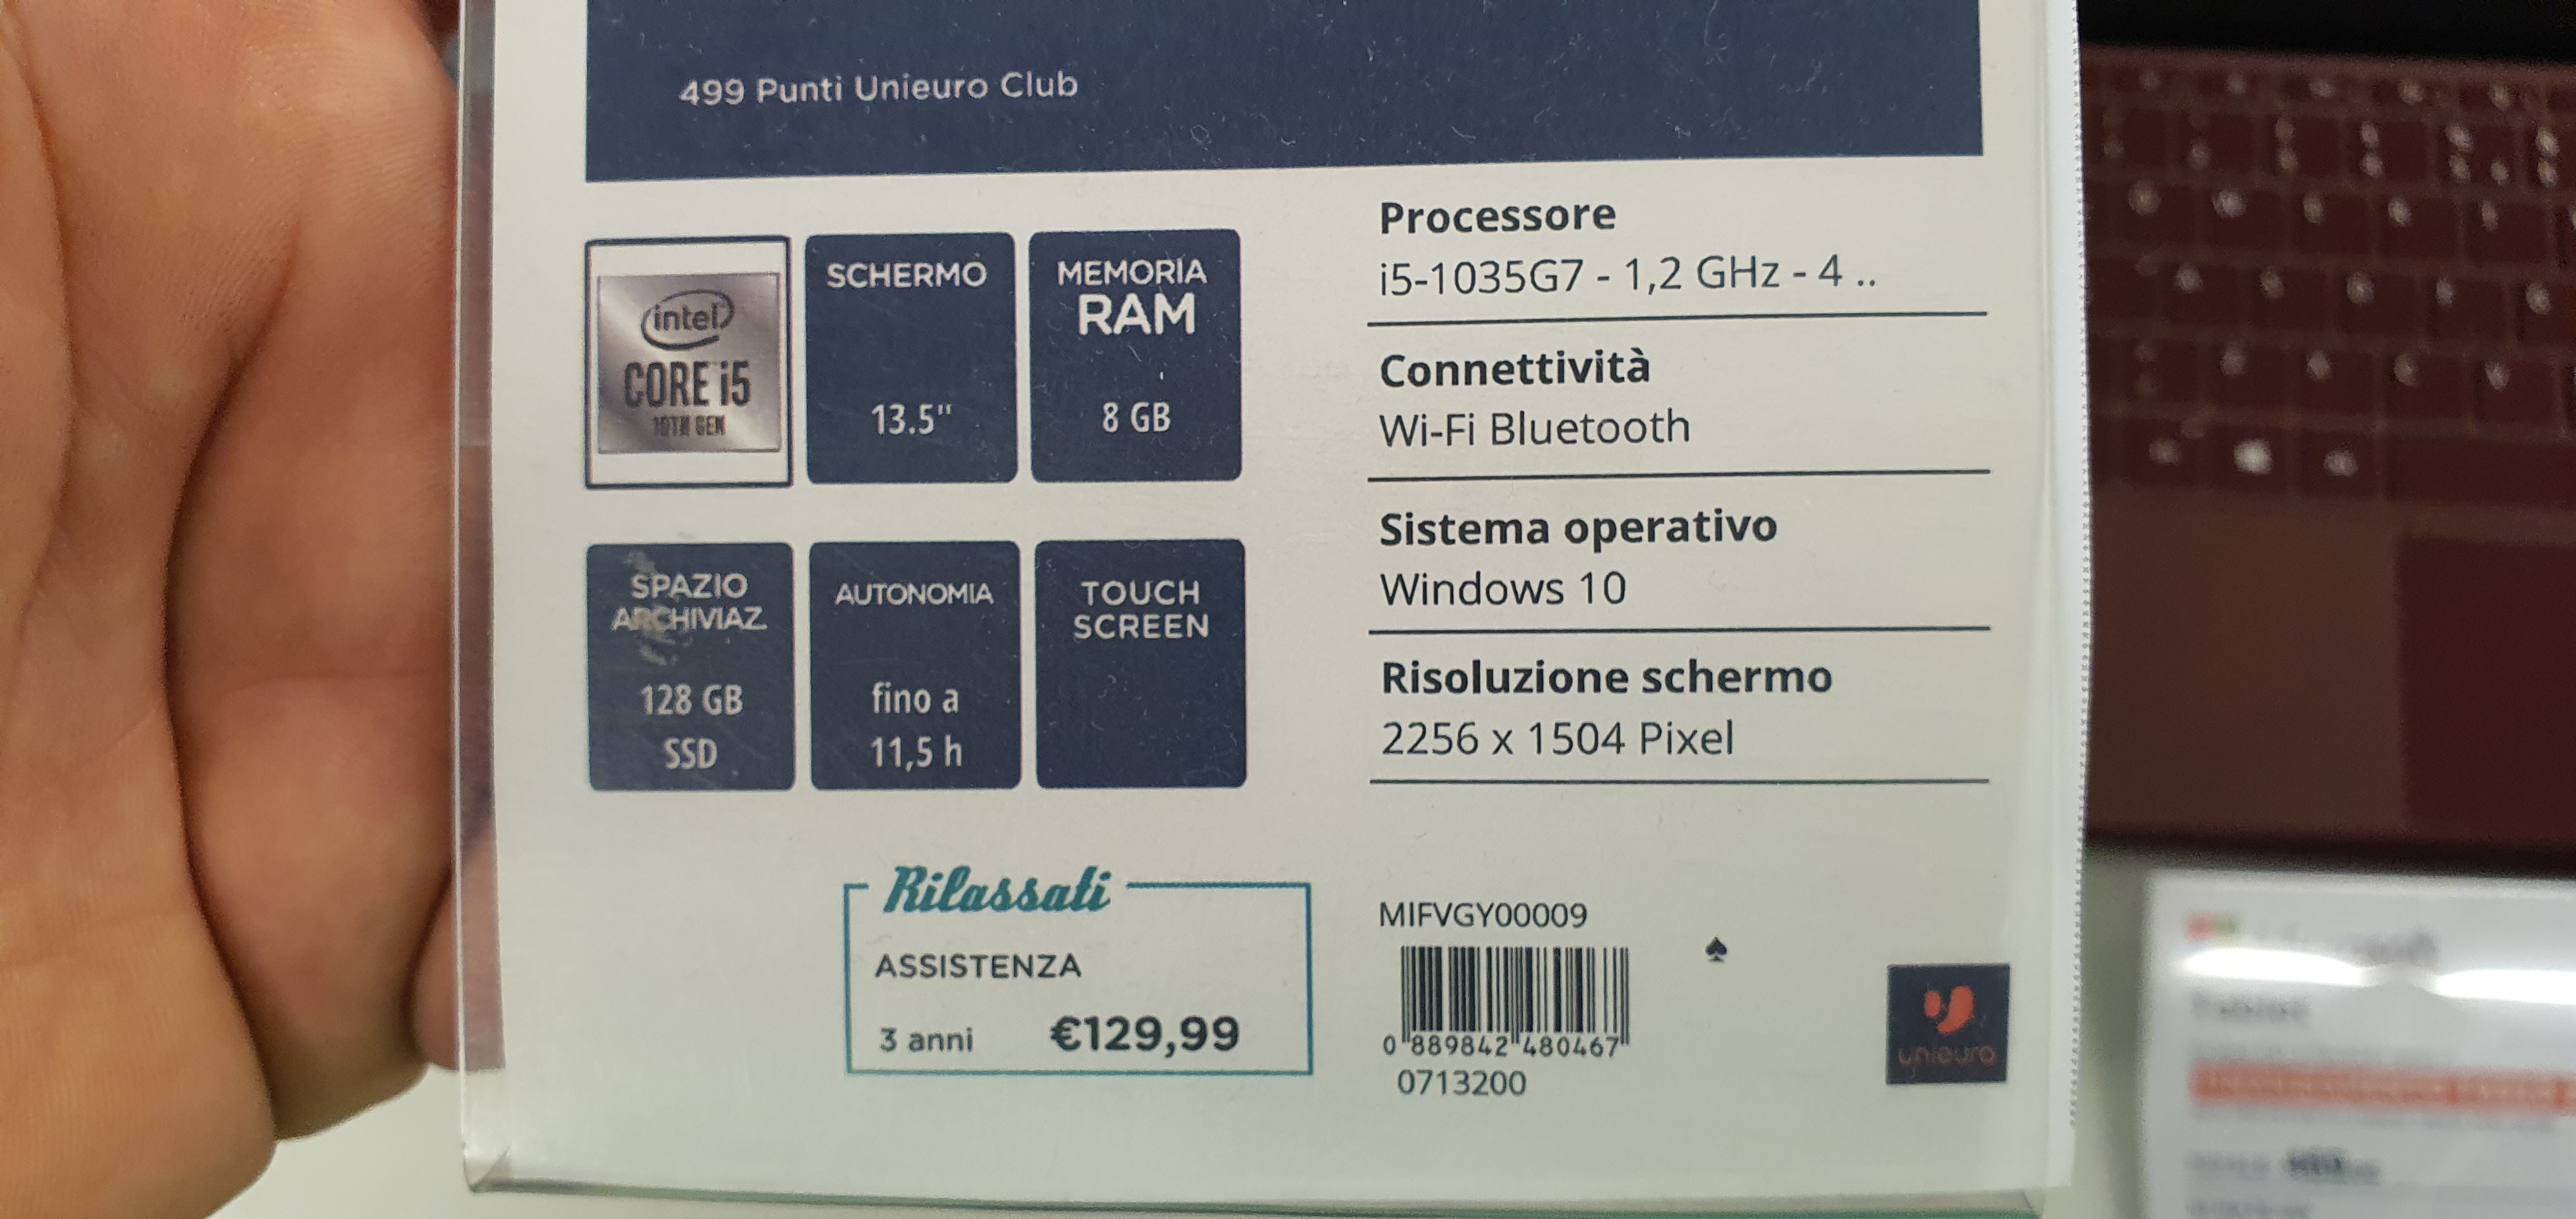 499 Punti Unieuro Club
intel
CORE i5
10TH GEN
SCHERMO
13.5"
MEMORIA
RAM
8 GB
SPAZIO
ARCHIVIAZ.
128 GB
SSD
AUTONOMIA
fino a
11,5 h
TOUCH
SCREEN
Processore
i5-1035G7 - 1,2 GHz - 4 ..
Connettività
Wi-Fi Bluetooth
Sistema operativo
Windows 10
Risoluzione schermo
2256 x 1504 Pixel
Rilassati
ASSISTENZA
3 anni €129,99
MIFVGY00009
0 889842 480467
0713200
unieuro